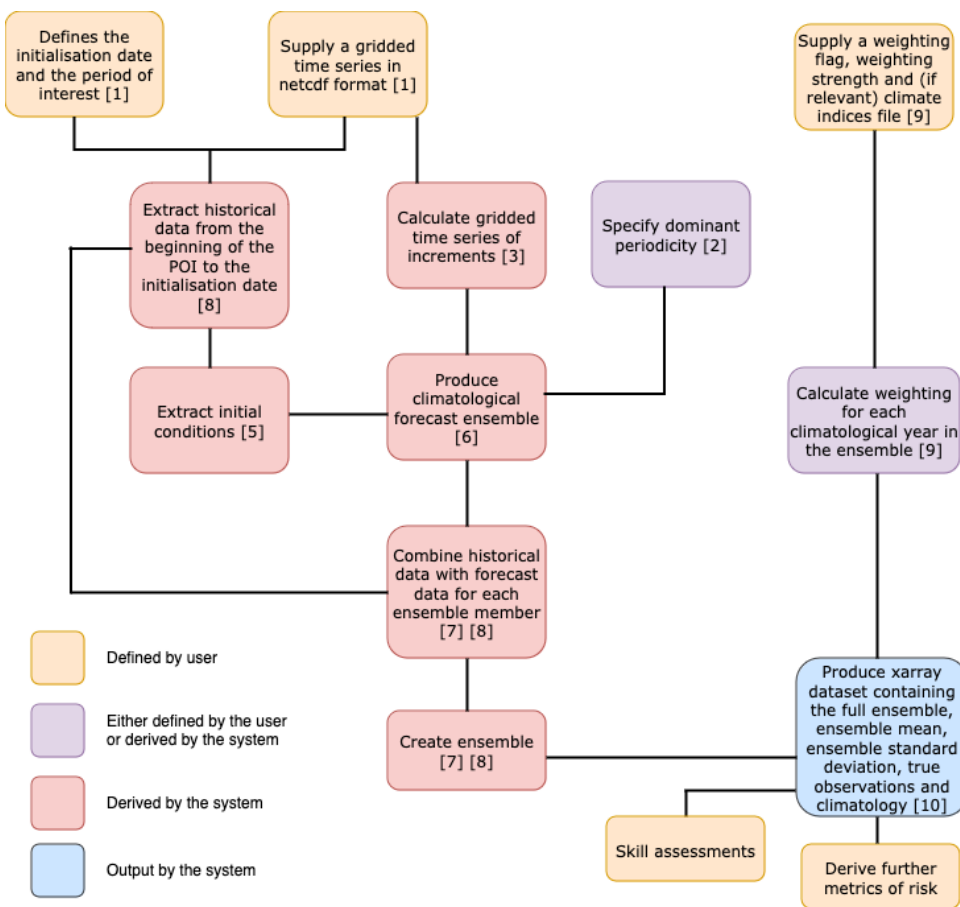 Defines the
initialisation date
and the period of
interest [1]
Supply a gridded
time series in
netcdf format [1]
Supply a weighting
flag, weighting
strength and (if
relevant) climate
indices file [9]
Extract historical
data from the
beginning of the
POI to the
initialisation date
[8]
Calculate gridded
time series of
increments [3]
Specify dominant
periodicity [2]
Extract initial
conditions [5]
Produce
climatological
forecast ensemble
[6]
Calculate weighting
for each
climatological year in
the ensemble [9]
Combine historical
data with forecast
data for each
ensemble member
[7] [8]
Create ensemble
[7] [8]
Produce xarray
dataset containing
the full ensemble,
ensemble mean,
ensemble standard
deviation, true
observations and
climatology [10]
Skill assessments
Derive further
metrics of risk
Defined by user
Either defined by the user
or derived by the system
Derived by the system
Output by the system